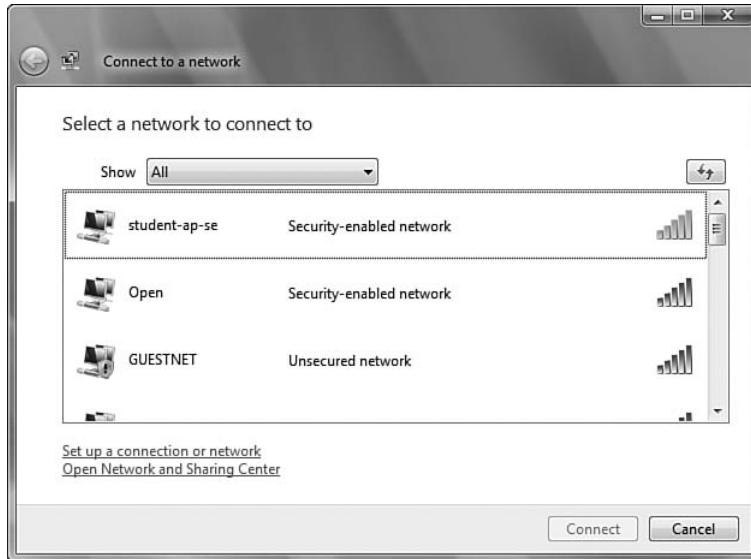 Connect to a network
Select a network to connect to
Show All
student-ap-se Security-enabled network
Open Security-enabled network
GUESTNET Unsecured network
Set up a connection or network
Open Network and Sharing Center
Connect Cancel